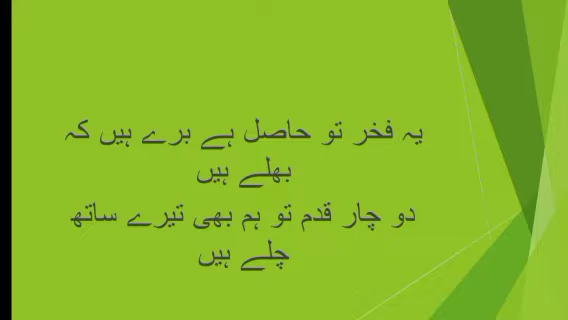 یہ فخر تو حاصل ہے برے ہیں کہ
بھلے ہیں
دو چار قدم تو ہم بھی تیرے ساتھ
چلے ہیں